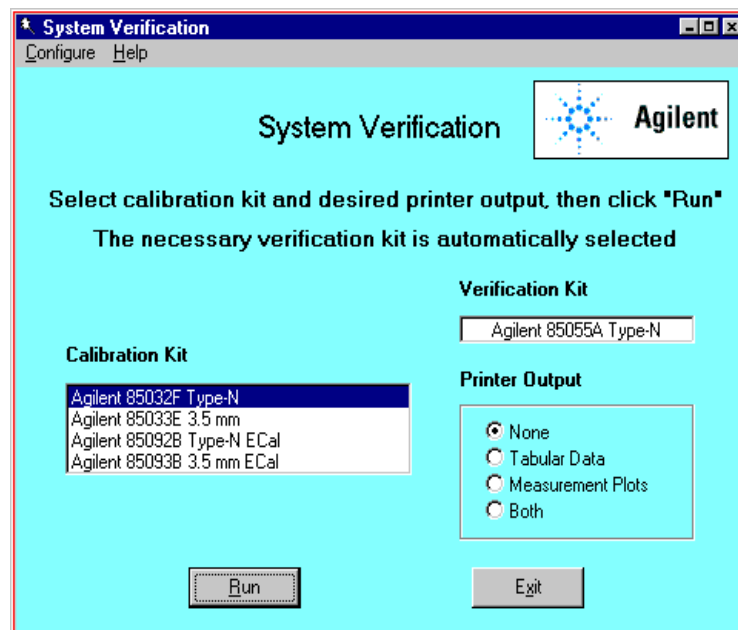 System Verification
Configure Help
System Verification
Agilent
Select calibration kit and desired printer output, then click "Run"
The necessary verification kit is automatically selected
Verification Kit
Agilent 85055A Type-N
Calibration Kit
Agilent 85032F Type-N
Agilent 85033E 3.5 mm
Agilent 85092B Type-N ECal
Agilent 85093B 3.5 mm ECal
Printer Output
None
Tabular Data
Measurement Plots
Both
Run
Exit